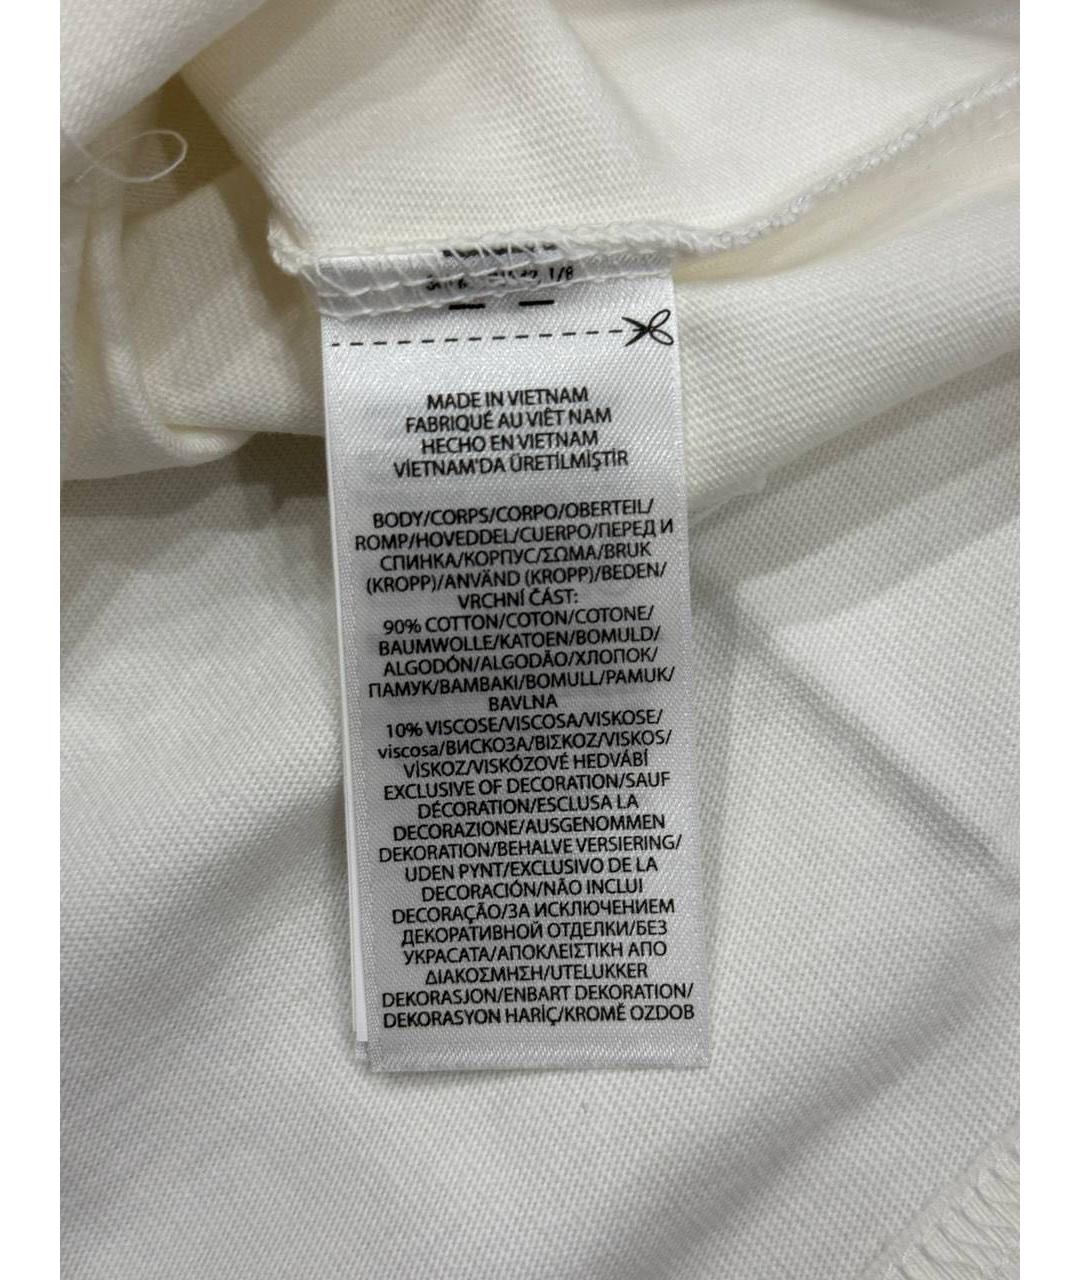 1/8
MADE IN VIETNAM
FABRIQUÉ AU VIÊT NAM
HECHO EN VIETNAM
VİETNAM'DA ÜRETİLMİŞTİR
BODY/CORPS/CORPO/OBERTEIL/
ROMP/HOVEDDEL/CUERPO/ПЕРЕД И
СПИНКА/КОРПУС/ΣΩΜΑ/BRUK
(KROPP)/ANVÄND (KROPP)/BEDEN/
VRCHNÍ ČÁST:
90% COTTON/COTON/COTONE/
BAUMWOLLE/KATOEN/BOMULD/
ALGODÓN/ALGODÃO/ХЛОПОК/
ПАМУК/BAMBAKI/BOMULL/PAMUK/
BAVLNA
10% VISCOSE/VISCOSA/VISKOSE/
viscosa/ВИСКОЗА/ΒΙΣΚΟΖ/VISKOS/
VİSKOZ/VISKÓZOVÉ HEDVÁBÍ
EXCLUSIVE OF DECORATION/SAUF
DÉCORATION/ESCLUSA LA
DECORAZIONE/AUSGENOMMEN
DEKORATION/BEHALVE VERSIERING/
UDEN PYNT/EXCLUSIVO DE LA
DECORACIÓN/NÃO INCLUI
DECORAÇÃO/ЗА ИСКЛЮЧЕНИЕМ
ДЕКОРАТИВНОЙ ОТДЕЛКИ/БЕЗ
УКРАСАТА/ΑΠΟΚΛΕΙΣΤΙΚΗ ΑΠΟ
ΔΙΑΚΟΣΜΗΣΗ/UTELUKKER
DEKORASJON/ENBART DEKORATION/
DEKORASYON HARİÇ/KROMĚ OZDOB